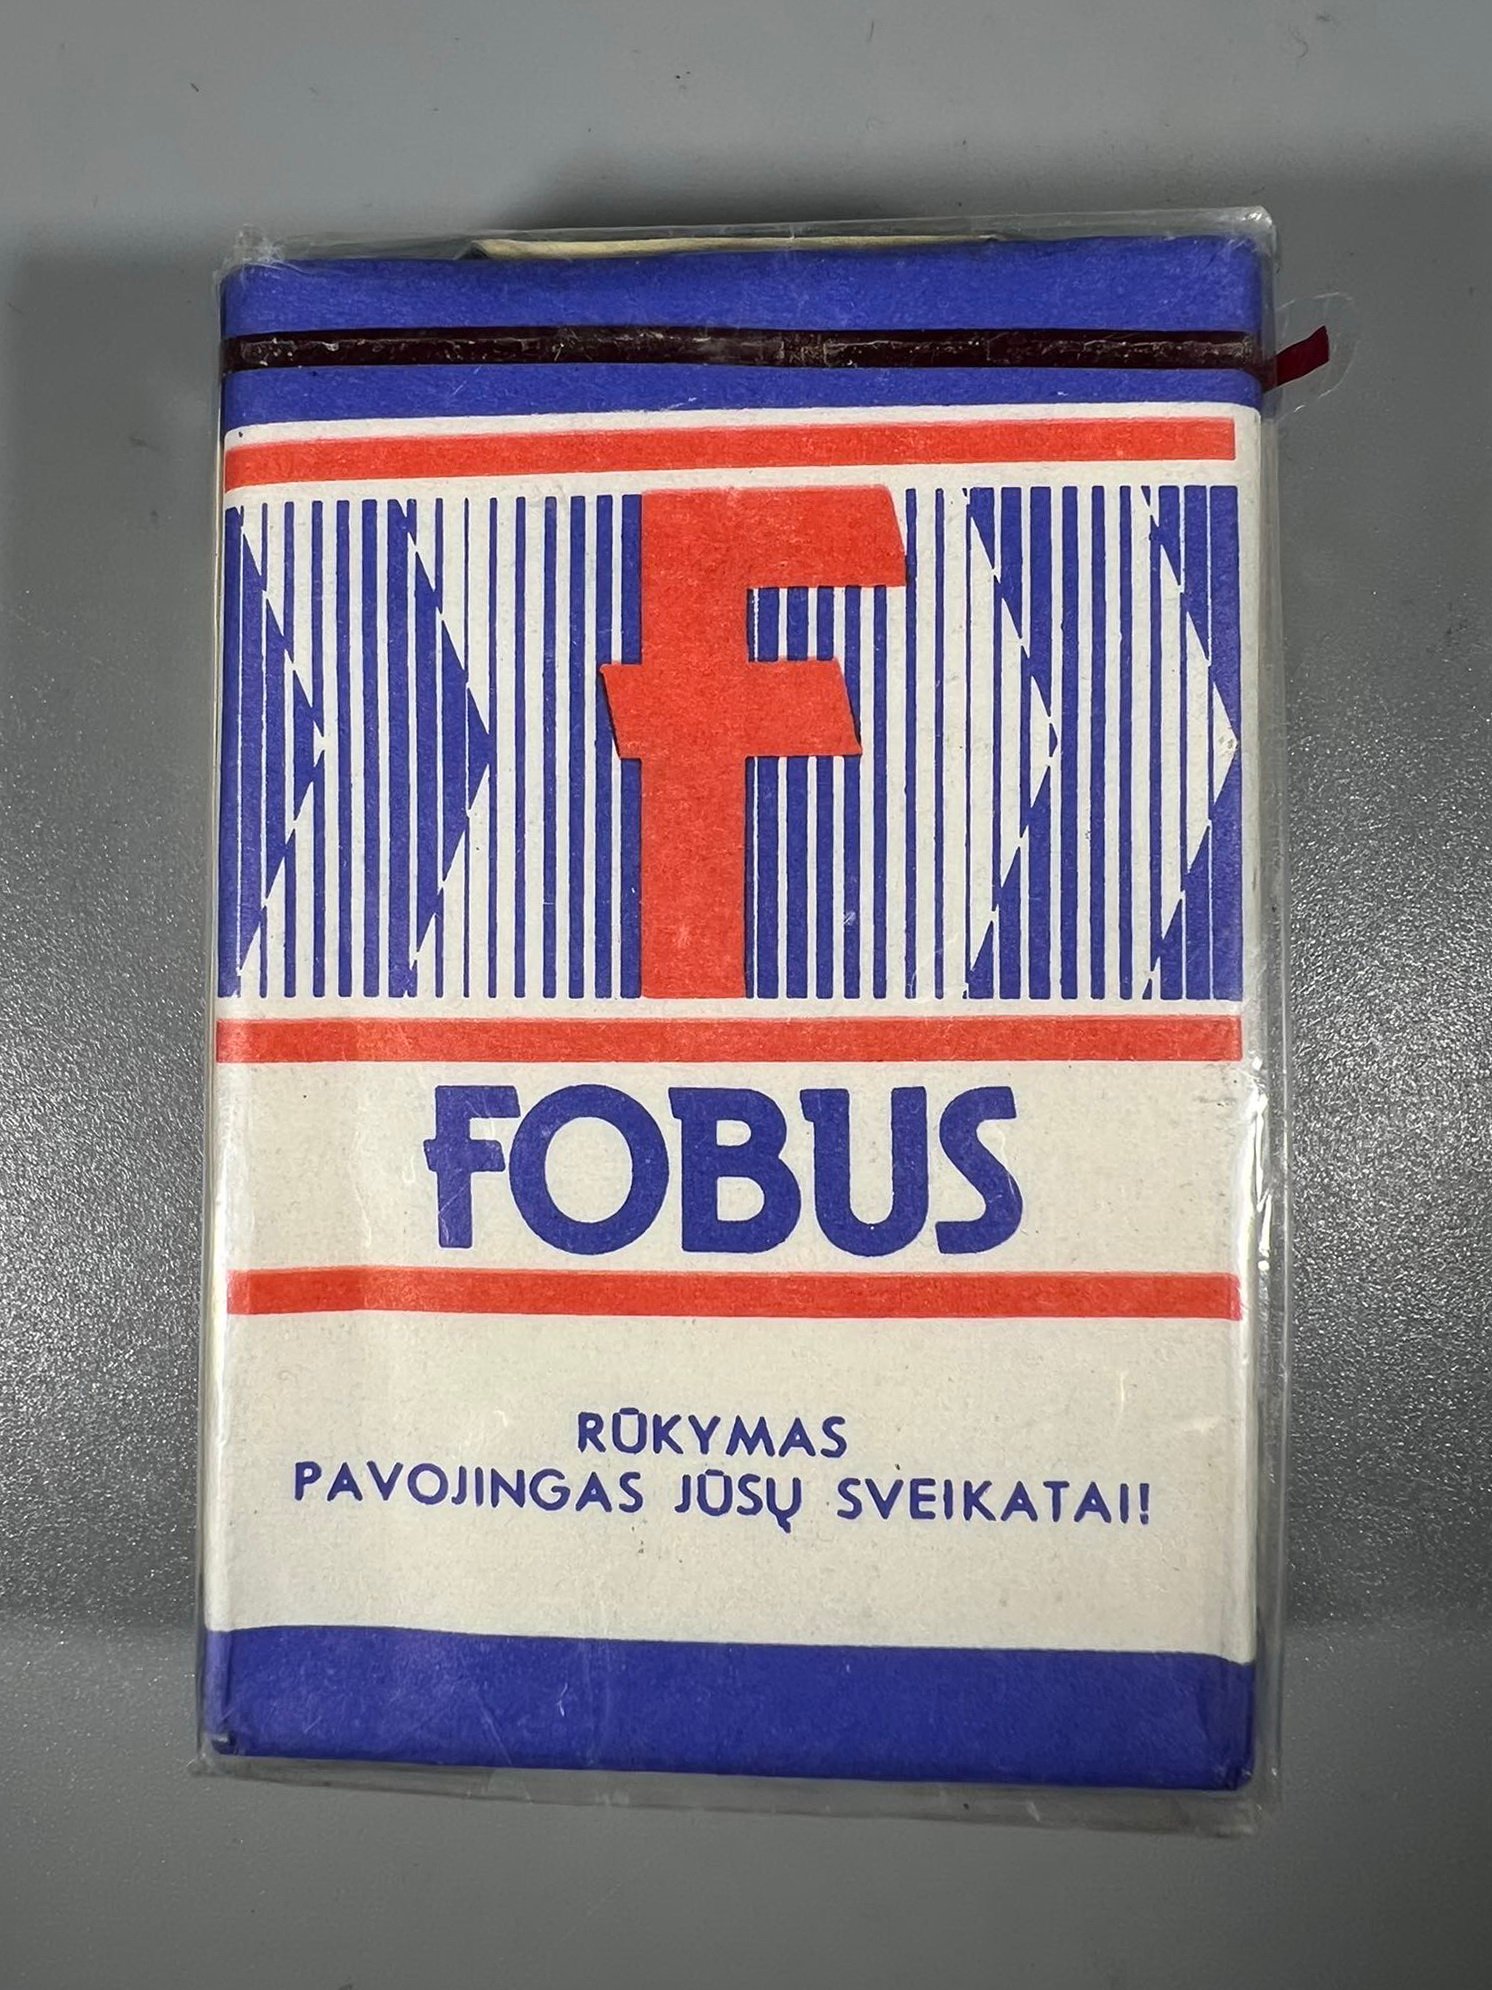 F
FOBUS
RŪKYMAS
PAVOJINGAS JŪSŲ SVEIKATAI!